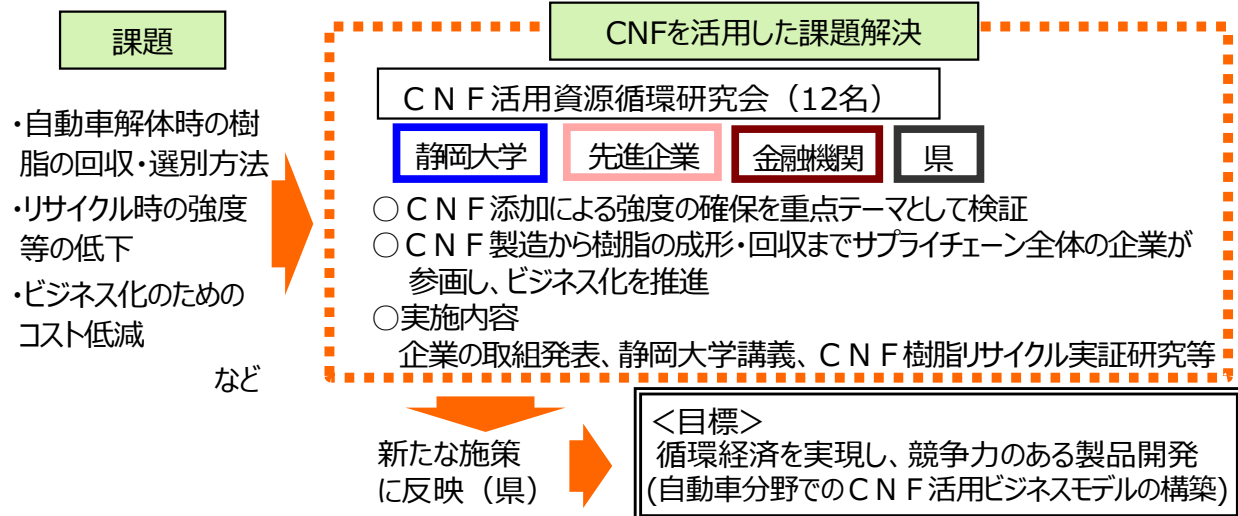 課題
・自動車解体時の樹
脂の回収・選別方法
・リサイクル時の強度
等の低下
・ビジネス化のための
コスト低減
など
CNFを活用した課題解決
ＣＮＦ活用資源循環研究会（12名）
静岡大学
先進企業
金融機関
県
○ＣＮＦ添加による強度の確保を重点テーマとして検証
○ＣＮＦ製造から樹脂の成形・回収までサプライチェーン全体の企業が
参画し、ビジネス化を推進
○実施内容
企業の取組発表、静岡大学講義、ＣＮＦ樹脂リサイクル実証研究等
新たな施策
に反映（県）
＜目標＞
循環経済を実現し、競争力のある製品開発
(自動車分野でのＣＮＦ活用ビジネスモデルの構築)